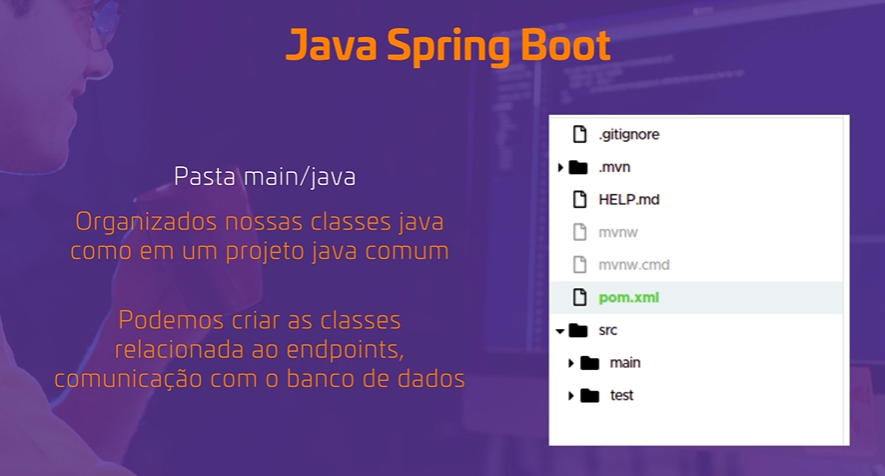 Java Spring Boot
Pasta main/java
Organizados nossas classes java
como em um projeto java comum
Podemos criar as classes
relacionada ao endpoints,
comunicação com o banco de dados
.gitignore
.mvn
HELP.md
mvnw
mvnw.cmd
pom.xml
src
main
test